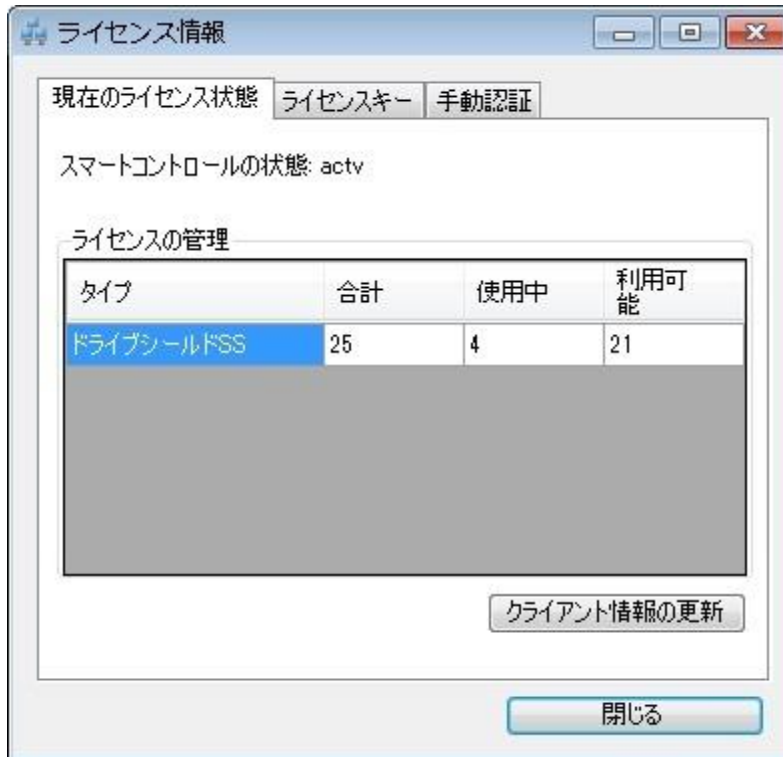 ライセンス情報
現在のライセンス状態 ライセンスキー 手動認証
スマートコントロールの状態: actv
ライセンスの管理
タイプ 合計 使用中 利用可
能
ドライブシールドSS 25 4 21
クライアント情報の更新
閉じる